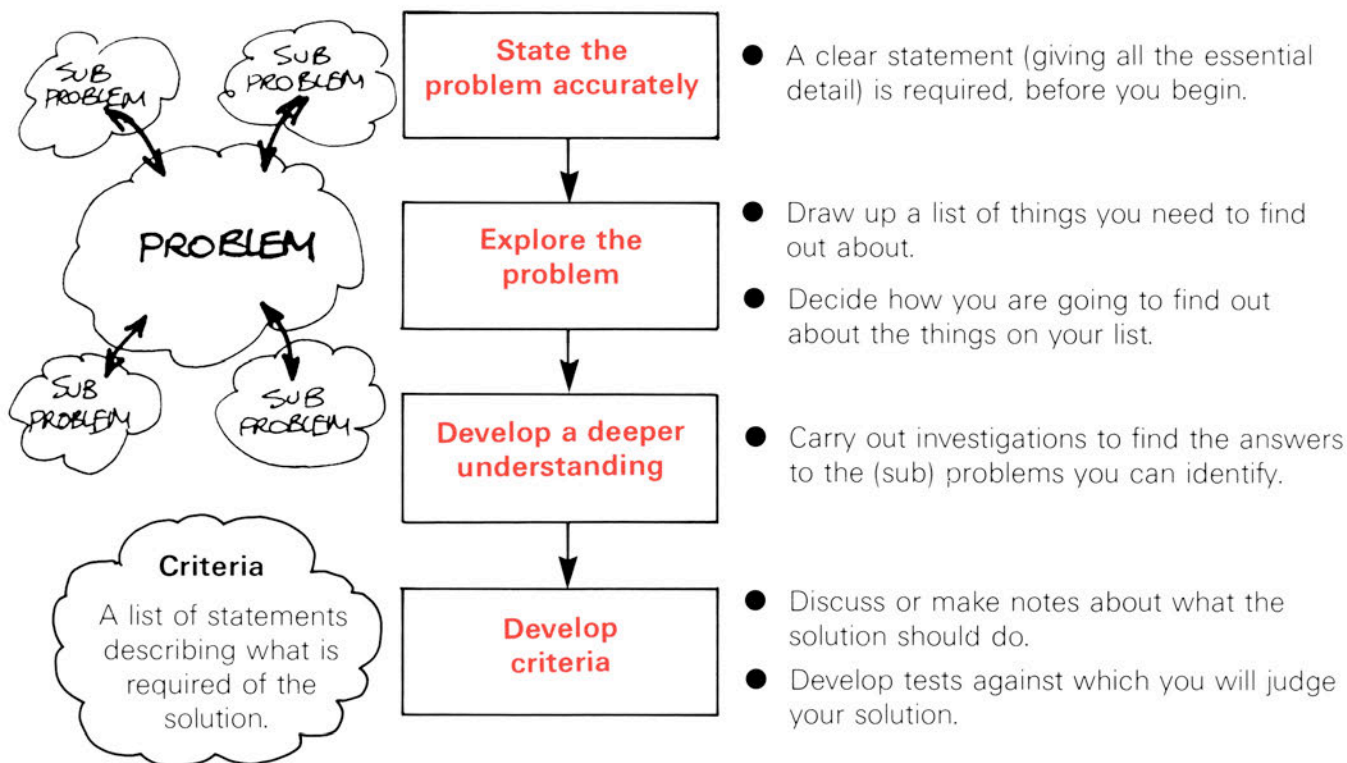 SUB
PROBLEM
SUB
PROBLEM
PROBLEM
SUB
PROBLEM
SUB
PROBLEM
Criteria
A list of statements
describing what is
required of the
solution.
State the
problem accurately
● A clear statement (giving all the essential
detail) is required, before you begin.
Explore the
problem
● Draw up a list of things you need to find
out about.
● Decide how you are going to find out
about the things on your list.
Develop a deeper
understanding
● Carry out investigations to find the answers
to the (sub) problems you can identify.
Develop
criteria
● Discuss or make notes about what the
solution should do.
● Develop tests against which you will judge
your solution.